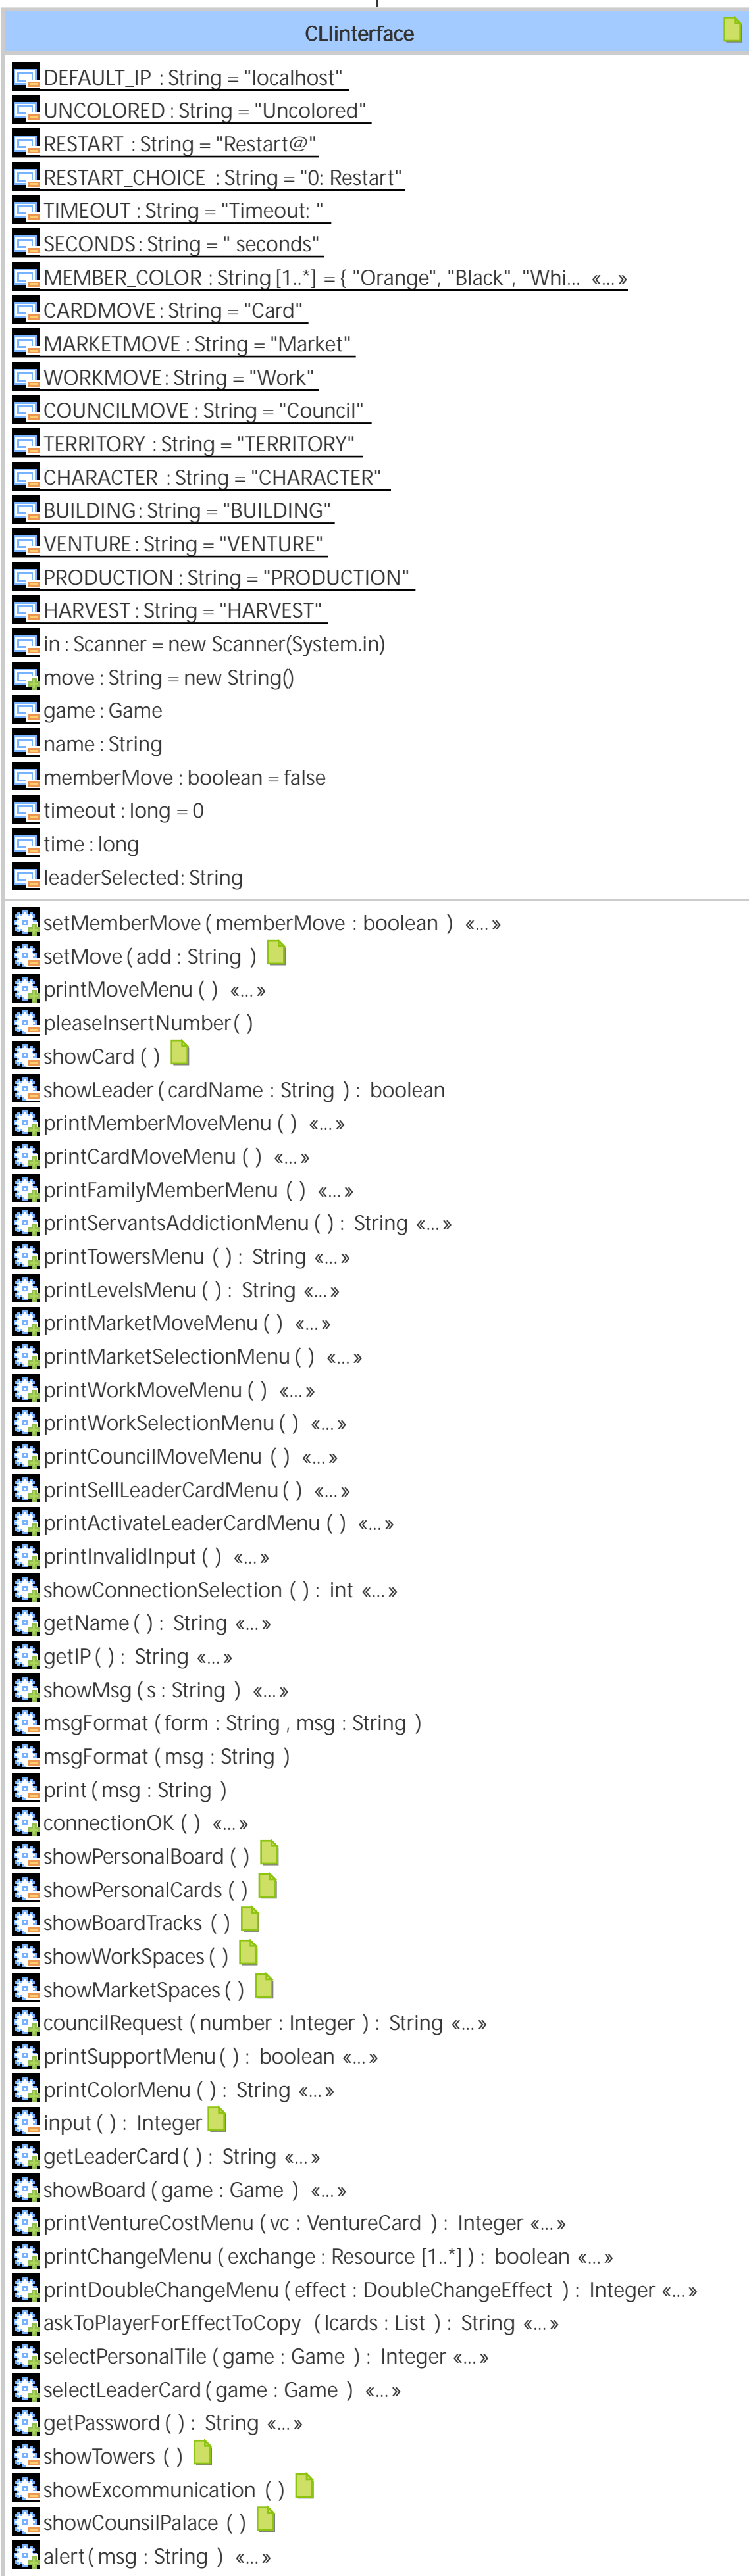 CLIinterface
DEFAULT_IP : String = "localhost"
UNCOLORED : String = "Uncolored"
RESTART : String = "Restart@"
RESTART_CHOICE : String = "0: Restart"
TIMEOUT : String = "Timeout: "
SECONDS : String = " seconds"
MEMBER_COLOR : String [1..*] = { "Orange", "Black", "Whi... «...»
CARDMOVE : String = "Card"
MARKETMOVE : String = "Market"
WORKMOVE : String = "Work"
COUNCILMOVE : String = "Council"
TERRITORY : String = "TERRITORY"
CHARACTER : String = "CHARACTER"
BUILDING : String = "BUILDING"
VENTURE : String = "VENTURE"
PRODUCTION : String = "PRODUCTION"
HARVEST : String = "HARVEST"
in : Scanner = new Scanner(System.in)
move : String = new String()
game : Game
name : String
memberMove : boolean = false
timeout : long = 0
time : long
leaderSelected : String
setMemberMove ( memberMove : boolean ) «...»
setMove ( add : String )
printMoveMenu ( ) «...»
pleaseInsertNumber ( )
showCard ( )
showLeader ( cardName : String ) : boolean
printMemberMoveMenu ( ) «...»
printCardMoveMenu ( ) «...»
printFamilyMemberMenu ( ) «...»
printServantsAddictionMenu ( ) : String «...»
printTowersMenu ( ) : String «...»
printLevelsMenu ( ) : String «...»
printMarketMoveMenu ( ) «...»
printMarketSelectionMenu ( ) «...»
printWorkMoveMenu ( ) «...»
printWorkSelectionMenu ( ) «...»
printCouncilMoveMenu ( ) «...»
printSellLeaderCardMenu ( ) «...»
printActivateLeaderCardMenu ( ) «...»
printInvalidInput ( ) «...»
showConnectionSelection ( ) : int «...»
getName ( ) : String «...»
getIP ( ) : String «...»
showMsg ( s : String ) «...»
msgFormat ( form : String , msg : String )
msgFormat ( msg : String )
print ( msg : String )
connectionOK ( ) «...»
showPersonalBoard ( )
showPersonalCards ( )
showBoardTracks ( )
showWorkSpaces ( )
showMarketSpaces ( )
councilRequest ( number : Integer ) : String «...»
printSupportMenu ( ) : boolean «...»
printColorMenu ( ) : String «...»
input ( ) : Integer
getLeaderCard ( ) : String «...»
showBoard ( game : Game ) «...»
printVentureCostMenu ( vc : VentureCard ) : Integer «...»
printChangeMenu ( exchange : Resource [1..*] ) : boolean «...»
printDoubleChangeMenu ( effect : DoubleChangeEffect ) : Integer «...»
askToPlayerForEffectToCopy ( lcards : List ) : String «...»
selectPersonalTile ( game : Game ) : Integer «...»
selectLeaderCard ( game : Game ) «...»
getPassword ( ) : String «...»
showTowers ( )
showExcommunication ( )
showCounsilPalace ( )
alert ( msg : String ) «...»